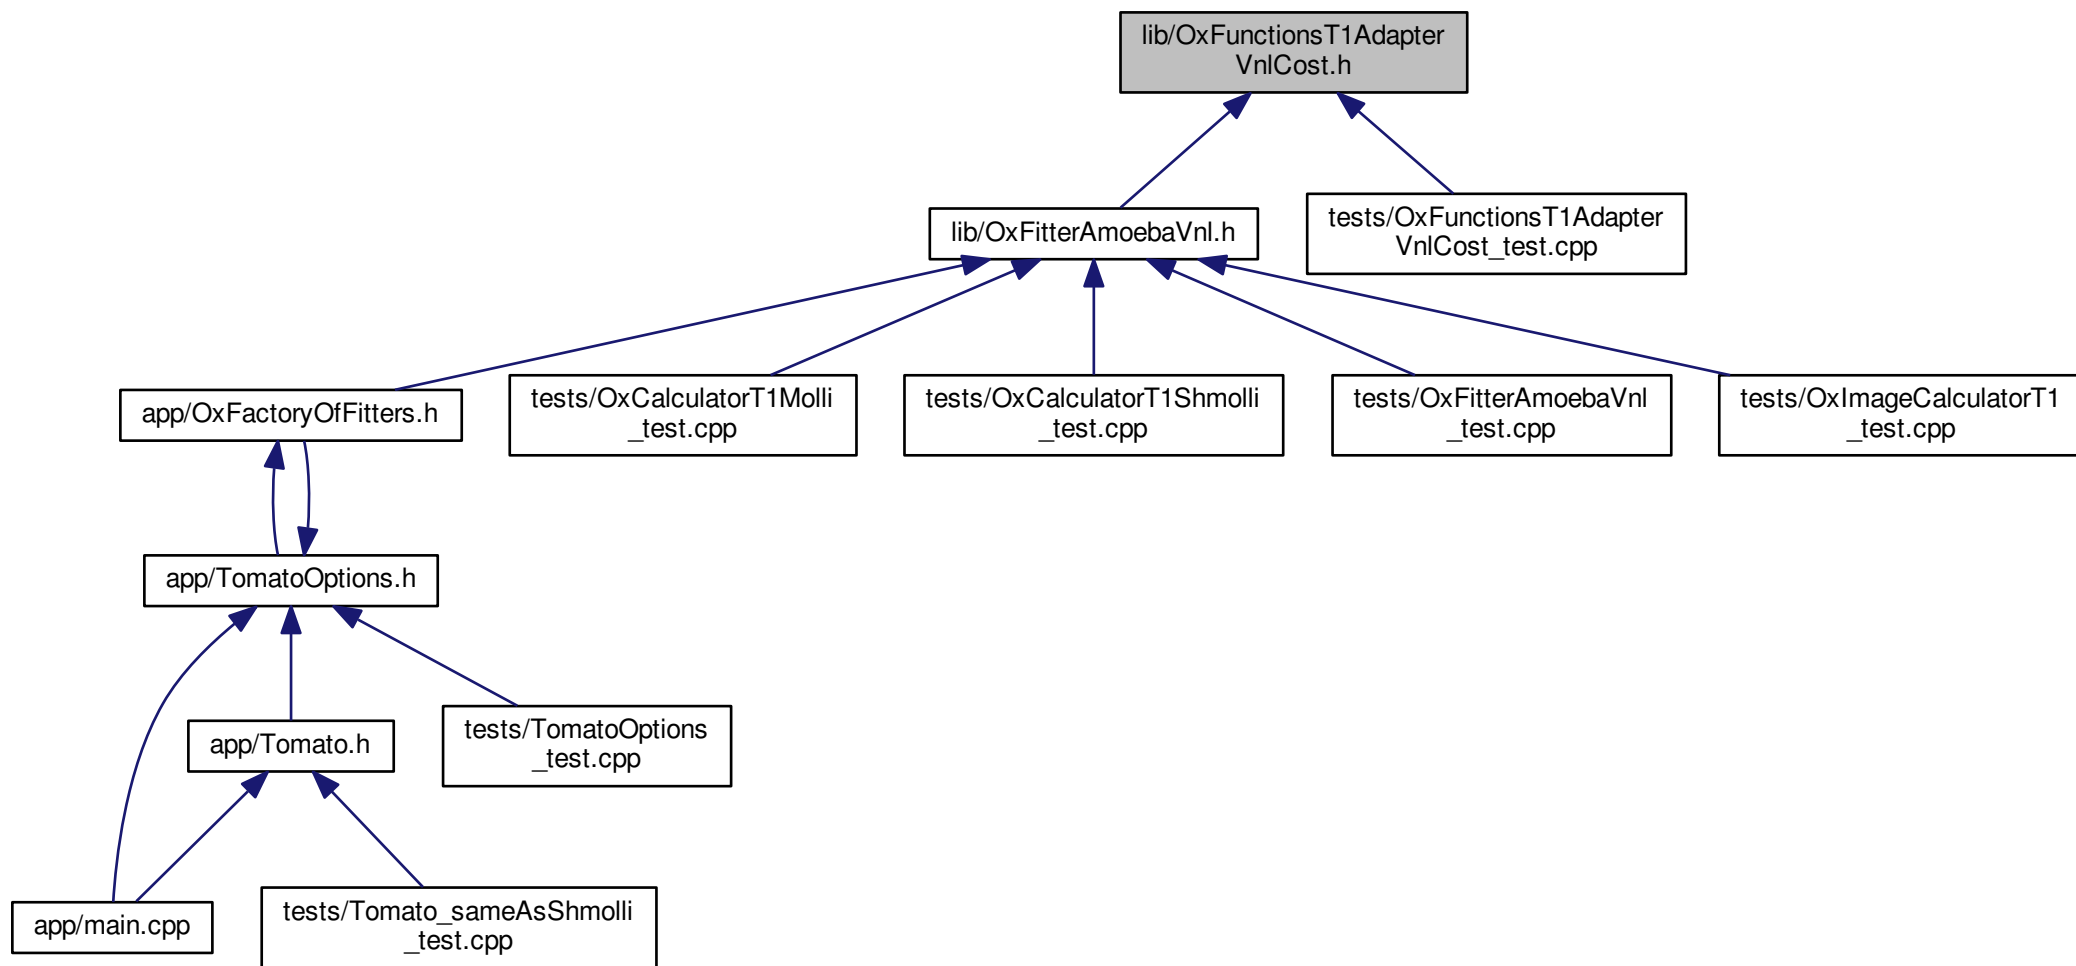 lib/OxFunctionsT1Adapter
VnlCost.h
lib/OxFitterAmoebaVnl.h
tests/OxFunctionsT1Adapter
VnlCost_test.cpp
app/OxFactoryOfFitters.h
tests/OxCalculatorT1Molli
_test.cpp
tests/OxCalculatorT1Shmolli
_test.cpp
tests/OxFitterAmoebaVnl
_test.cpp
tests/OxImageCalculatorT1
_test.cpp
app/TomatoOptions.h
app/Tomato.h
tests/TomatoOptions
_test.cpp
app/main.cpp
tests/Tomato_sameAsShmolli
_test.cpp